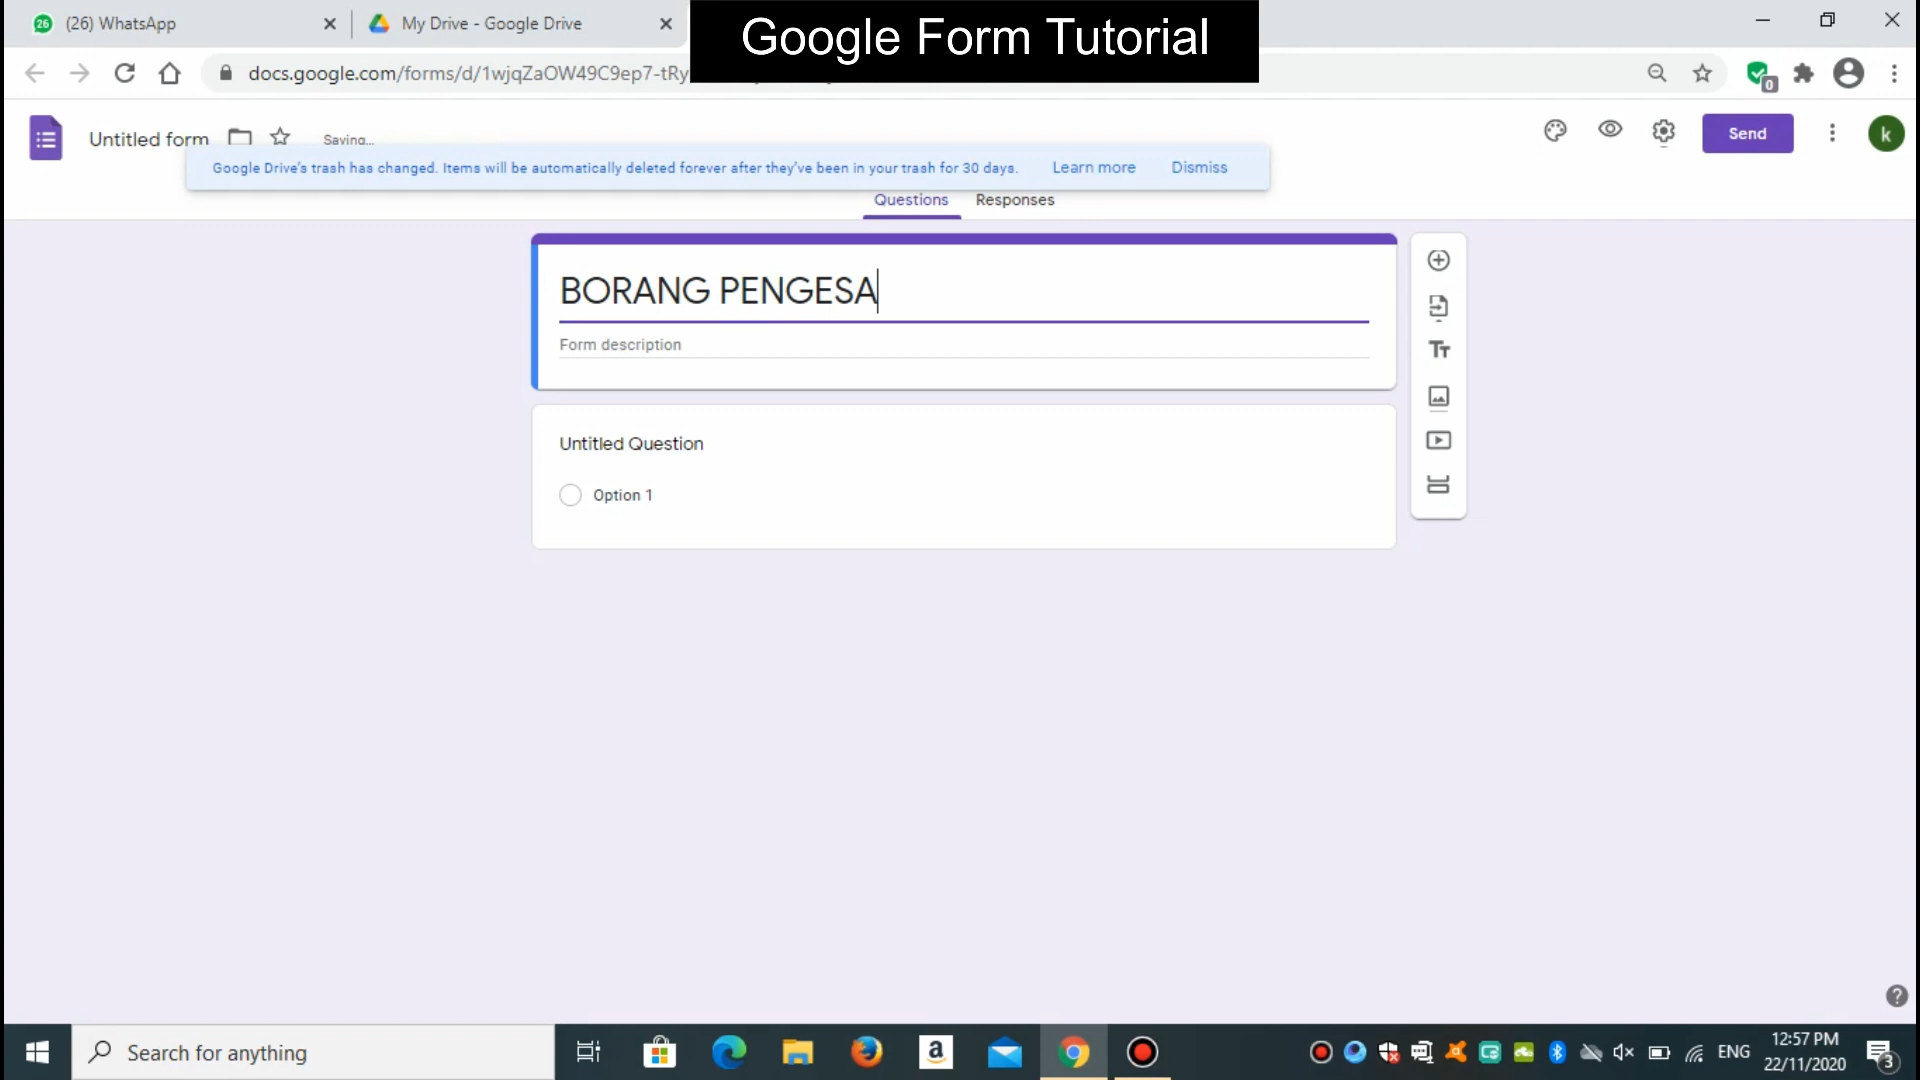 (26) WhatsApp
My Drive - Google Drive
Google Form Tutorial
docs.google.com/forms/d/1wjqZaOW49C9ep7-tRy
Untitled form
Saving...
Send
k
Google Drive's trash has changed. Items will be automatically deleted forever after they've been in your trash for 30 days.
Learn more
Dismiss
Questions
Responses
BORANG PENGESA
Form description
Untitled Question
Option 1
Search for anything
ENG
12:57 PM
22/11/2020
3